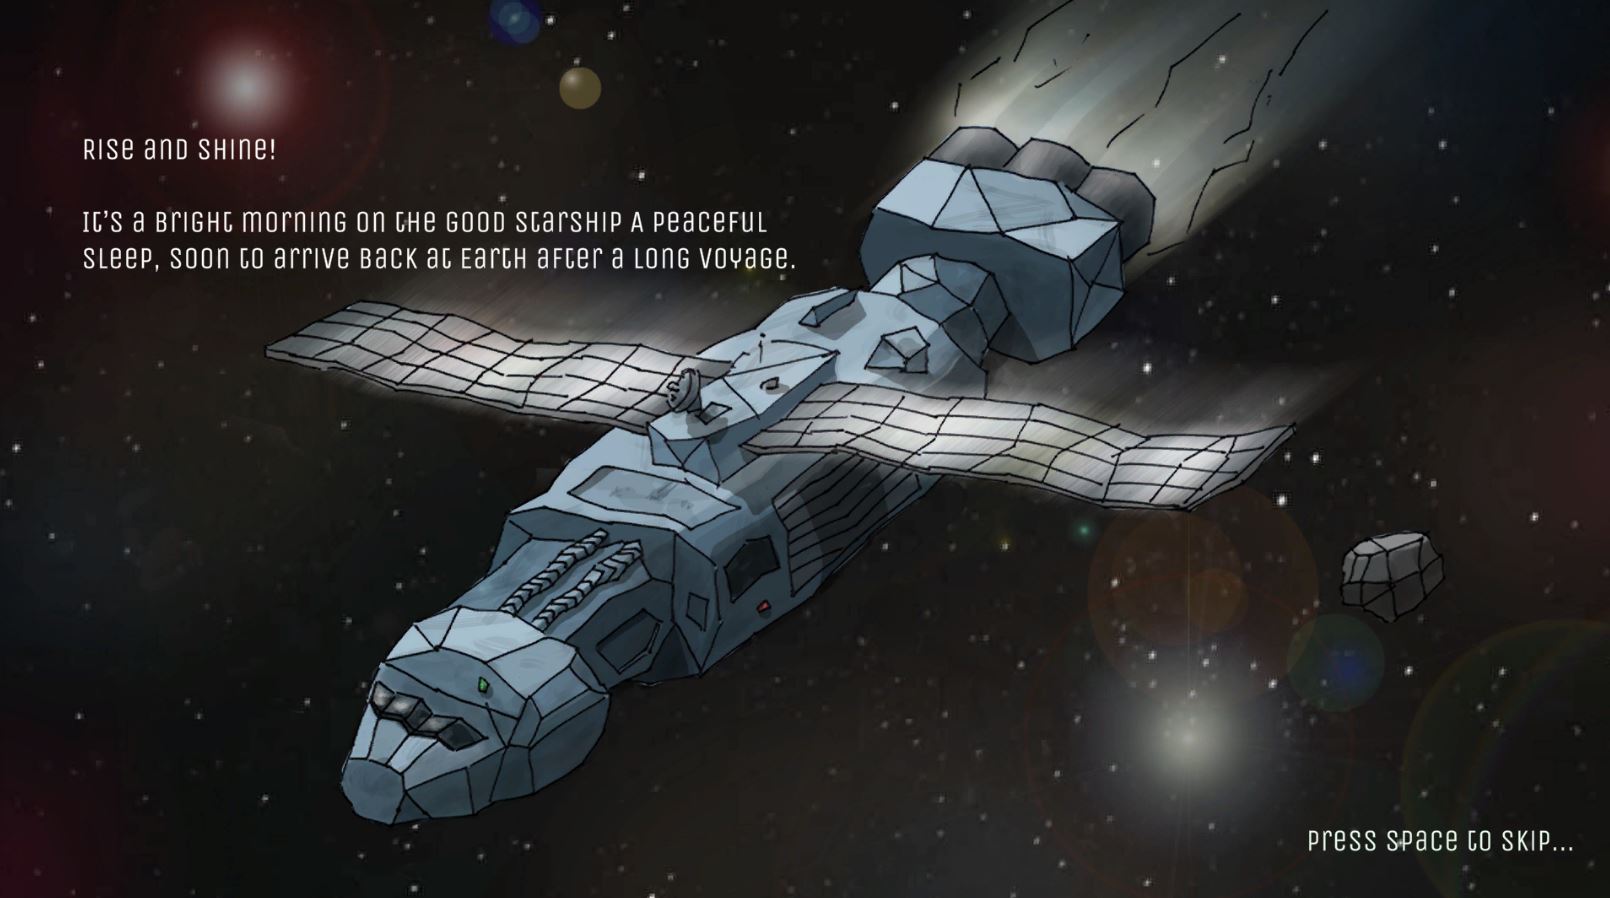 Rise and Shine!
It's a bright morning on the good starship A Peaceful
Sleep, soon to arrive back at Earth after a long voyage.
Press space to skip...